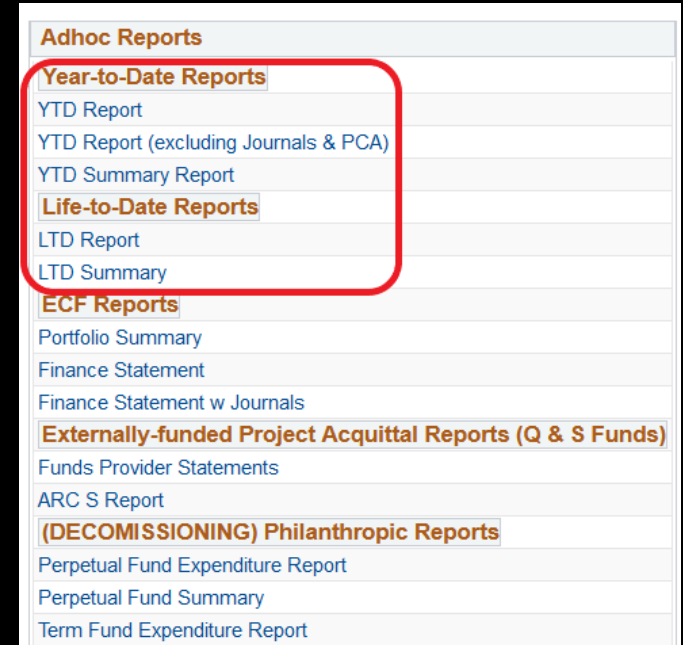 Adhoc Reports
Year-to-Date Reports
YTD Report
YTD Report (excluding Journals & PCA)
YTD Summary Report
Life-to-Date Reports
LTD Report
LTD Summary
ECF Reports
Portfolio Summary
Finance Statement
Finance Statement w Journals
Externally-funded Project Acquittal Reports (Q & S Funds)
Funds Provider Statements
ARC S Report
(DECOMISSIONING) Philanthropic Reports
Perpetual Fund Expenditure Report
Perpetual Fund Summary
Term Fund Expenditure Report